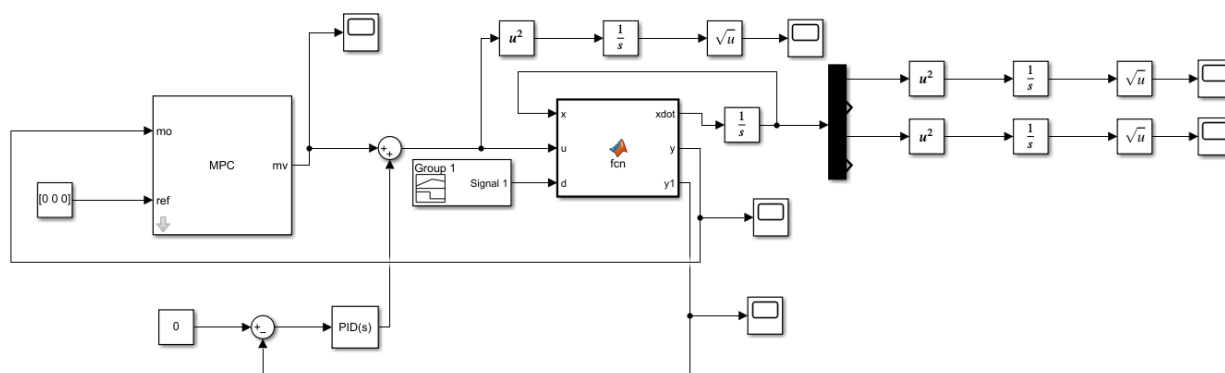 u²
1/s
√u
u²
1/s
√u
u²
1/s
√u
mo
MPC
mv
ref
[0 0 0]
+
+
Group 1
Signal 1
x
u
d
fcn
xdot
y
y1
1/s
0
+
−
PID(s)